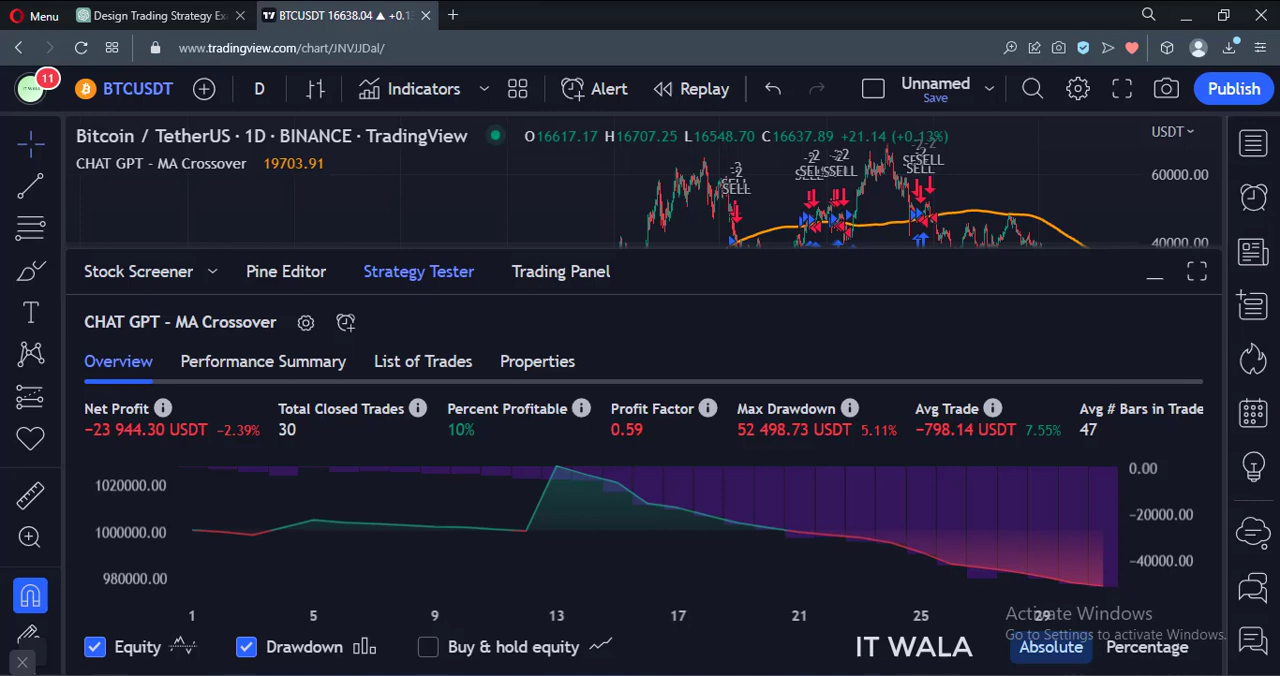 Menu
Design Trading Strategy Exa
BTCUSDT 16638.04 ▲ +0.1
www.tradingview.com/chart/JNVJJDal/
11
BTCUSDT
D
Indicators
Alert
Replay
Unnamed
Save
Publish
Bitcoin / TetherUS · 1D · BINANCE · TradingView
O16617.17 H16707.25 L16548.70 C16637.89 +21.14 (+0.13%)
USDT
CHAT GPT - MA Crossover 19703.91
-2
SELL
-2
SELL
-2
SELL
SELL
SELL
60000.00
40000.00
Stock Screener
Pine Editor
Strategy Tester
Trading Panel
CHAT GPT - MA Crossover
Overview
Performance Summary
List of Trades
Properties
Net Profit
Total Closed Trades
Percent Profitable
Profit Factor
Max Drawdown
Avg Trade
Avg # Bars in Trade
−23 944.30 USDT −2.39%
30
10%
0.59
52 498.73 USDT 5.11%
−798.14 USDT 7.55%
47
1020000.00
1000000.00
980000.00
0.00
−20000.00
−40000.00
1 5 9 13 17 21 25 29
Activate Windows
Go to Settings to activate Windows.
Equity
Drawdown
Buy & hold equity
IT WALA
Absolute
Percentage